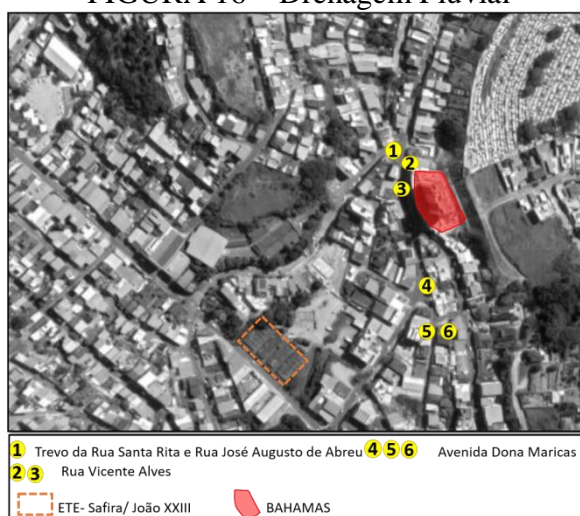 FIGURA – Drenagem Pluvial
1
2
3
4
5 6
1 Trevo da Rua Santa Rita e Rua José Augusto de Abreu 4 5 6 Avenida Dona Maricas
2 3 Rua Vicente Alves
ETE- Safira/ João XXIII BAHAMAS